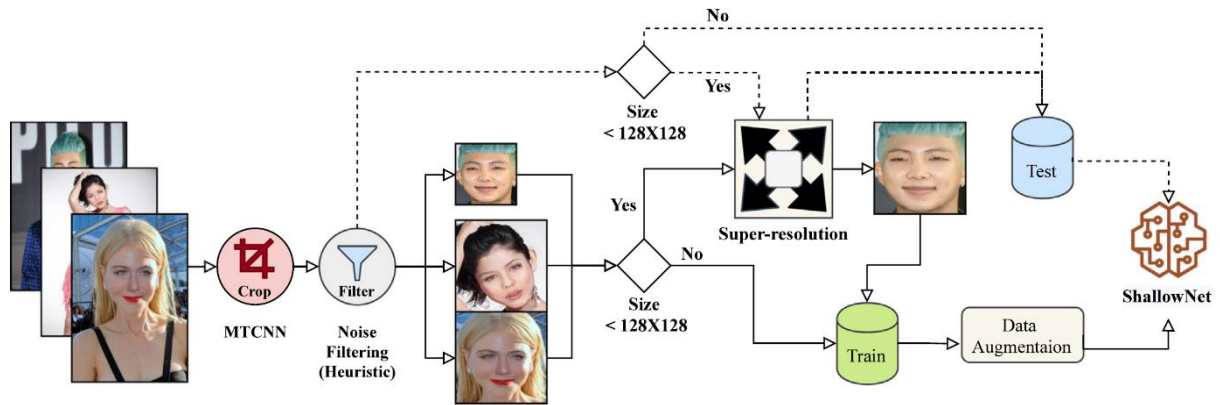 No
Yes
Size
< 128X128
Crop
MTCNN
Filter
Noise
Filtering
(Heuristic)
Yes
No
Size
< 128X128
Super-resolution
Test
Train
Data
Augmentaion
ShallowNet